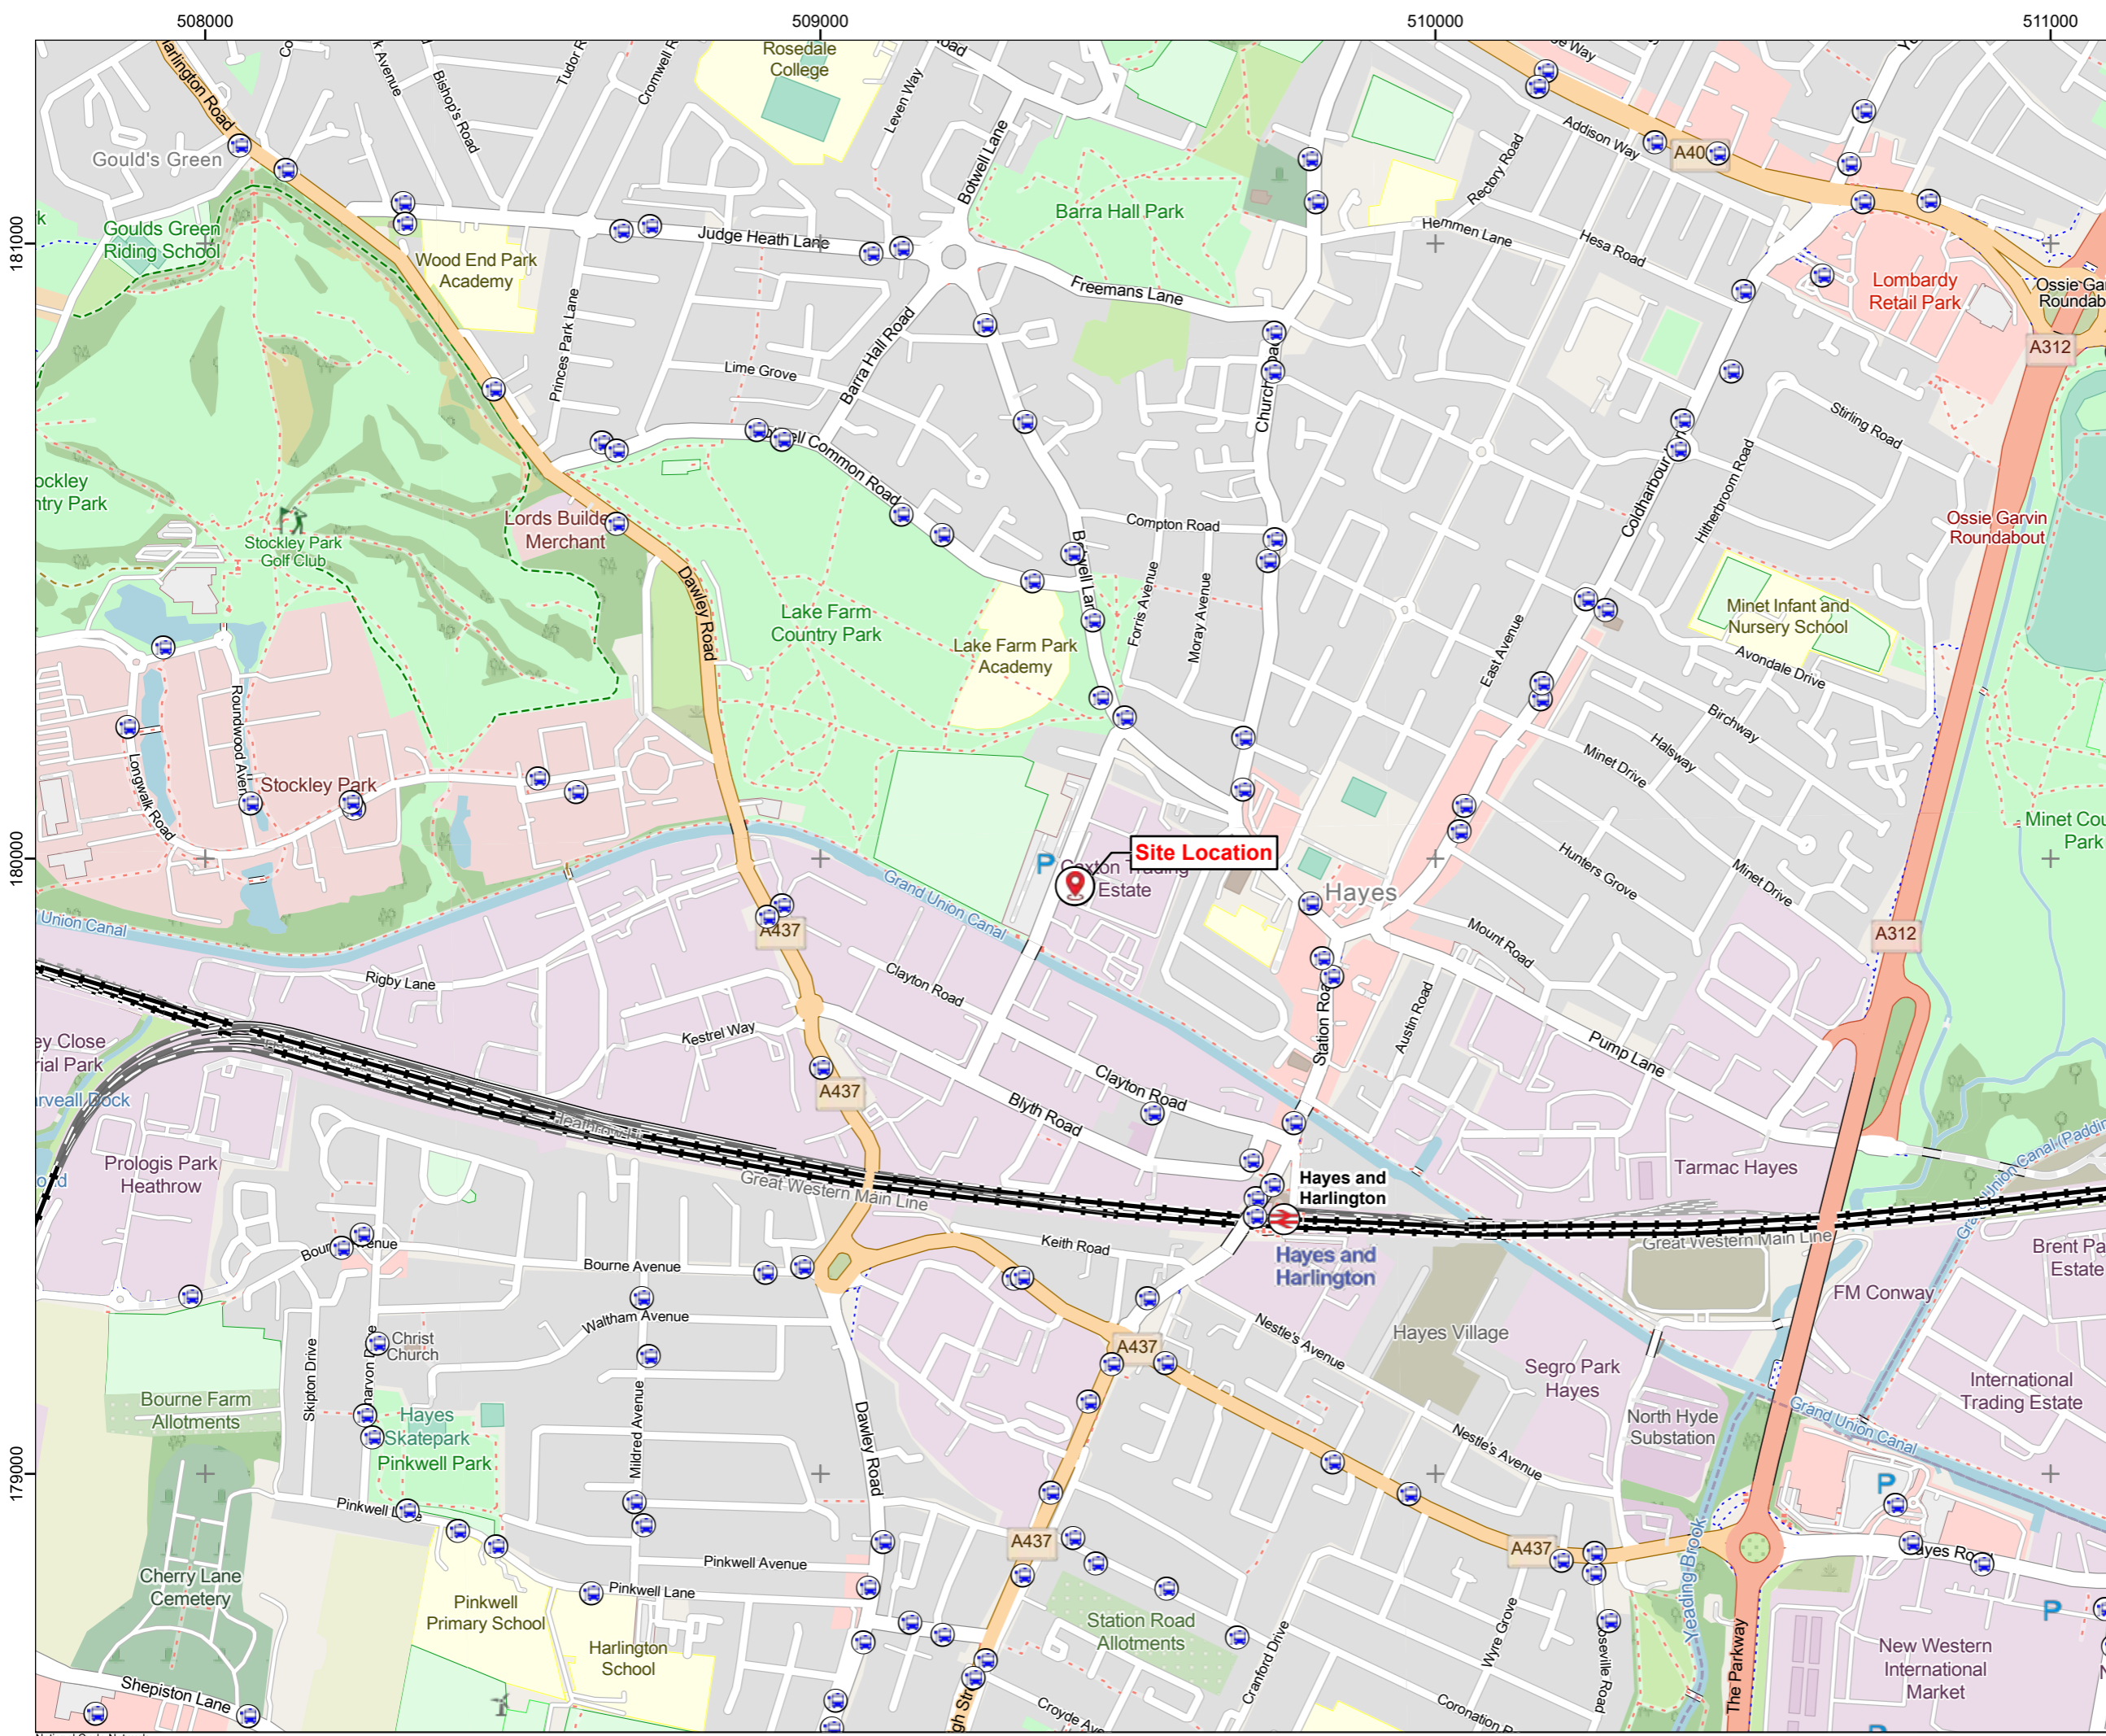 508000
509000
510000
511000
181000
180000
179000
Harlington Road
Bishop's Road
Leven Way
Rosedale
College
Botwell Lane
Addison Way
Rectory Road
A40
Gould's Green
Goulds Green
Riding School
Wood End Park
Academy
Judge Heath Lane
Barra Hall Park
Hemmen Lane
Hesa Road
Lombardy
Retail Park
A312
Freemans Lane
Princes Park Lane
Lime Grove
Barra Hall Road
Stirling Road
Hitherbroom Road
Common Road
Lords Builde
Merchant
Stockley Park
Golf Club
Compton Road
Ossie Garvin
Roundabout
Dawley Road
Lake Farm
Country Park
Lake Farm Park
Academy
Forris Avenue
Moray Avenue
East Avenue
Minet Infant and
Nursery School
Avondale Drive
Birchway
Halsway
Minet Drive
Roundwood Aven
Stockley Park
Longwalk Road
Site Location
P
Estate
Hunters Grove
Minet Drive
Hayes
Union Canal
Grand Union Canal
A437
A312
Mount Road
Rigby Lane
Clayton Road
Kestrel Way
Austin Road
Pump Lane
A437
Clayton Road
Blyth Road
Prologis Park
Heathrow
Great Western Main Line
Hayes and
Harlington
Hayes and
Harlington
Tarmac Hayes
Great Western Main Line
Keith Road
Bourne Avenue
Waltham Avenue
FM Conway
Christ
Church
Nestle's Avenue
A437
Hayes Village
Segro Park
Hayes
International
Trading Estate
Bourne Farm
Allotments
Skipton Drive
Hayes
Skatepark
Pinkwell Park
Mildred Avenue
Dawley Road
Nestle's Avenue
North Hyde
Substation
Grand Union Canal
P
A437
A437
Yeading Brook
Pinkwell Avenue
Pinkwell Lane
Cherry Lane
Cemetery
Pinkwell
Primary School
Harlington
School
Station Road
Allotments
Cranford Drive
Wyre Grove
The Parkway
P
New Western
International
Market
Shepiston Lane